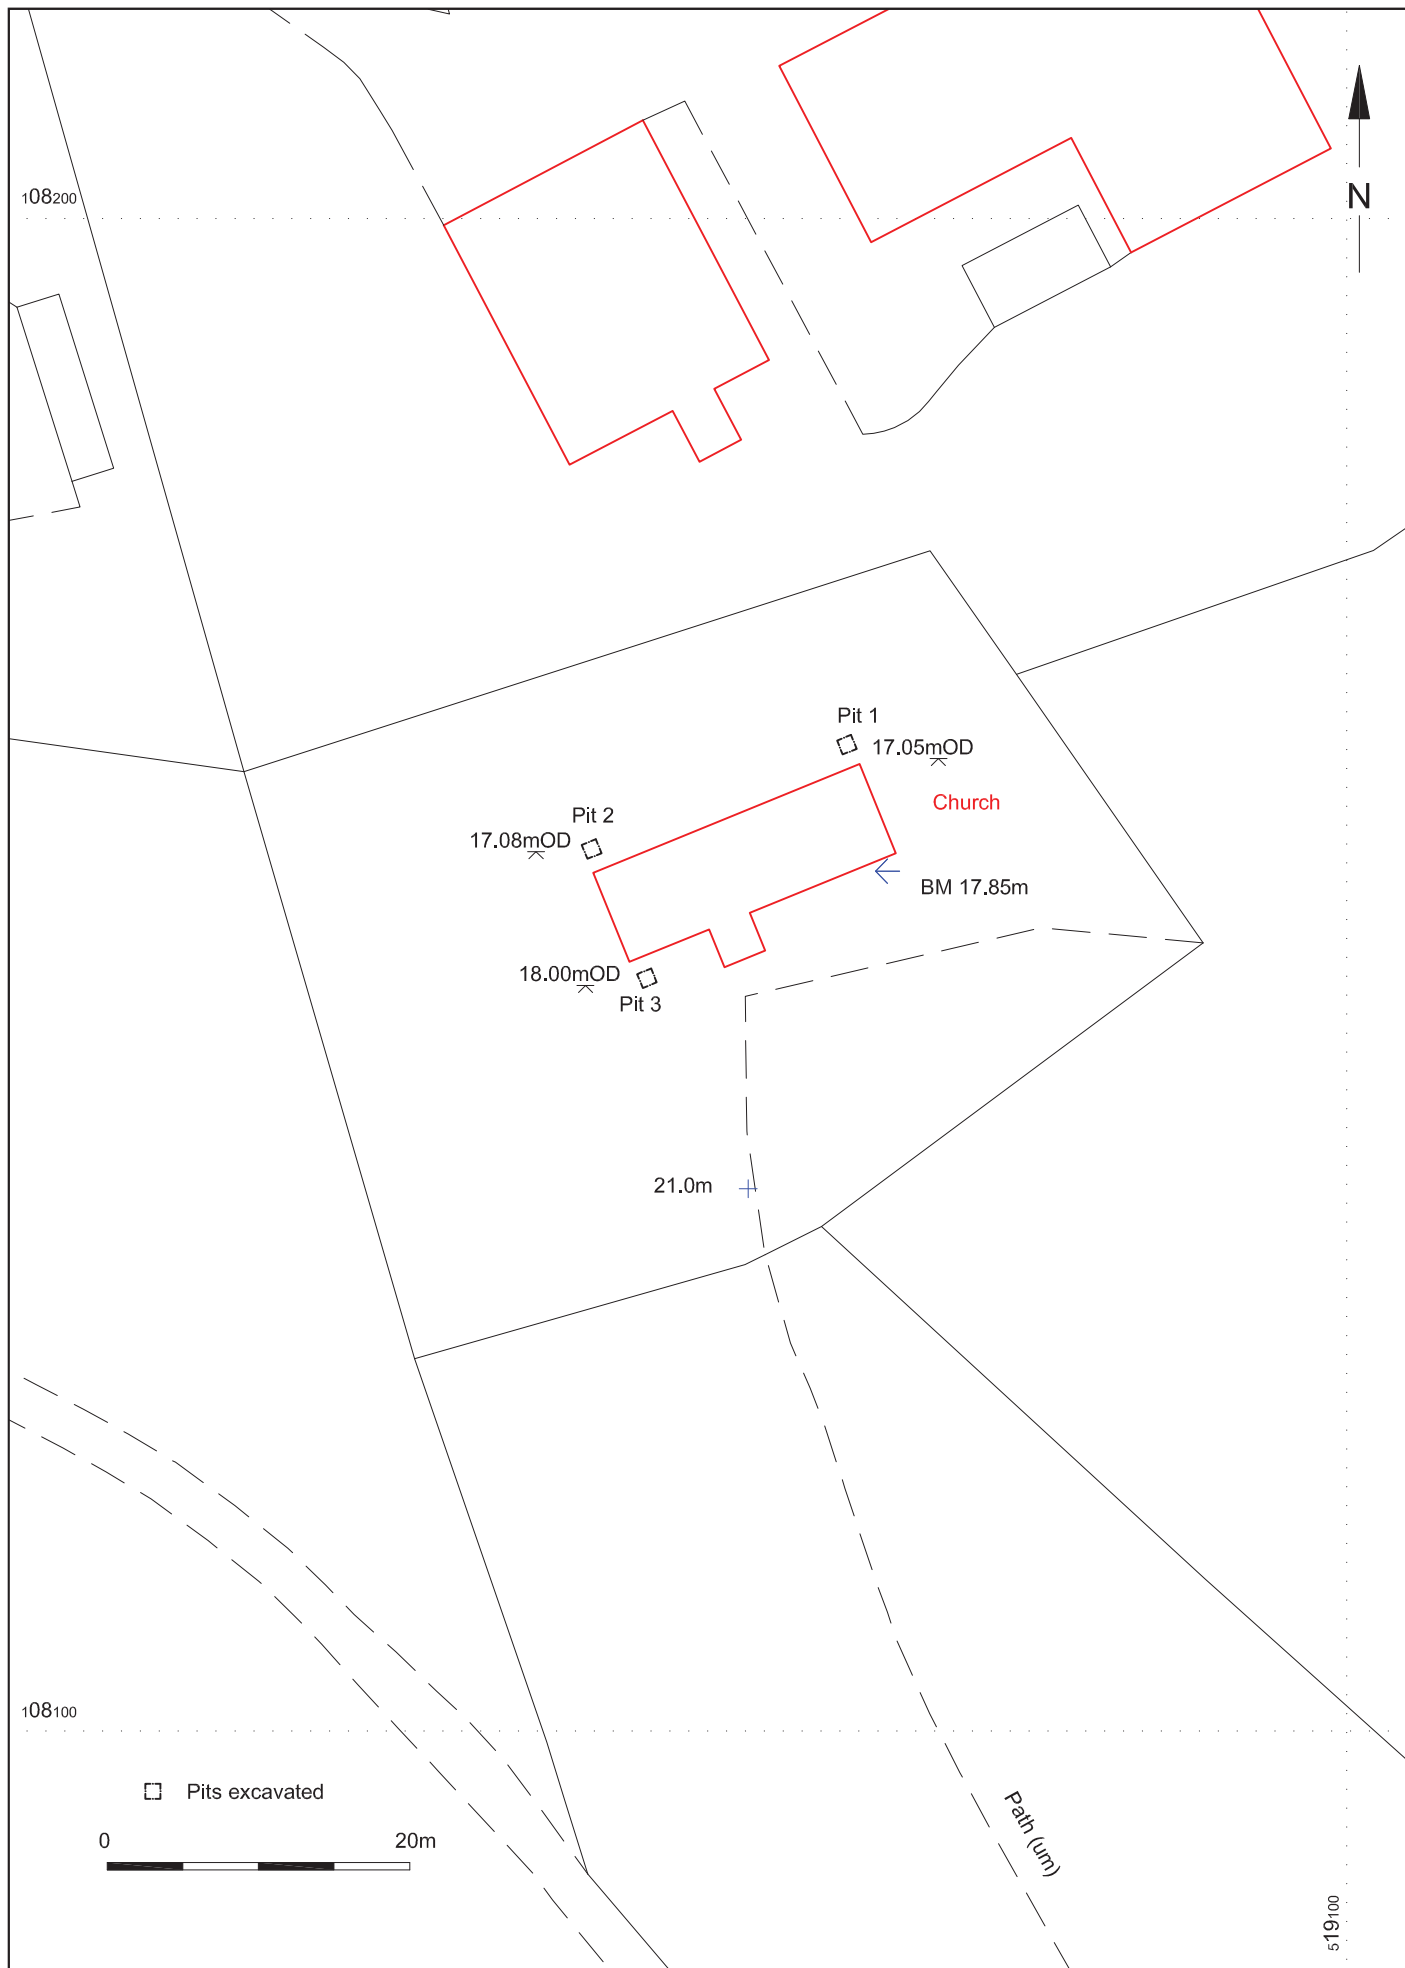 108200
N
Pit 1
17.05mOD
Church
Pit 2
17.08mOD
BM 17.85m
18.00mOD
Pit 3
21.0m
108100
Pits excavated
0 20m
Path (um)
519100